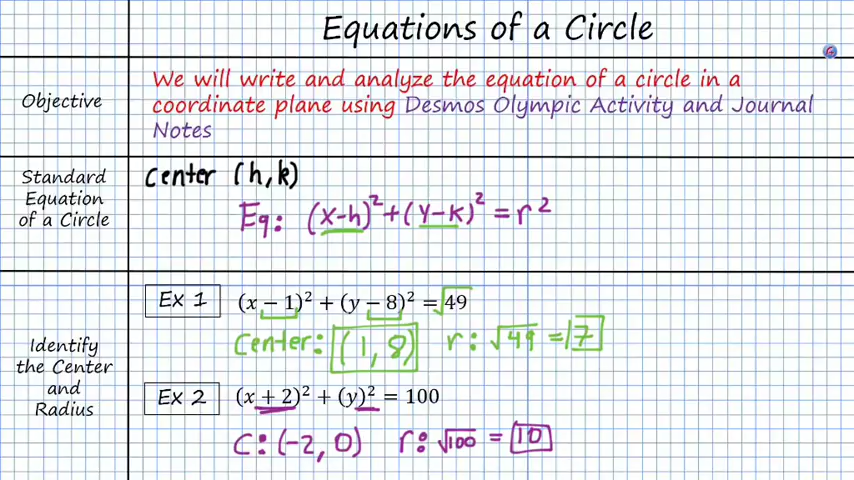 Equations of a Circle
Objective
We will write and analyze the equation of a circle in a
coordinate plane using Desmos Olympic Activity and Journal
Notes
Standard
Equation
of a Circle
center (h,k)
Eq: (x-h)²+(y-k)²=r²
Identify
the Center
and
Radius
Ex 1 (x − 1)² + (y − 8)² = √49
center: (1, 8) r: √49 = 7
Ex 2 (x + 2)² + (y)² = 100
C: (-2, 0) r: √100 = 10